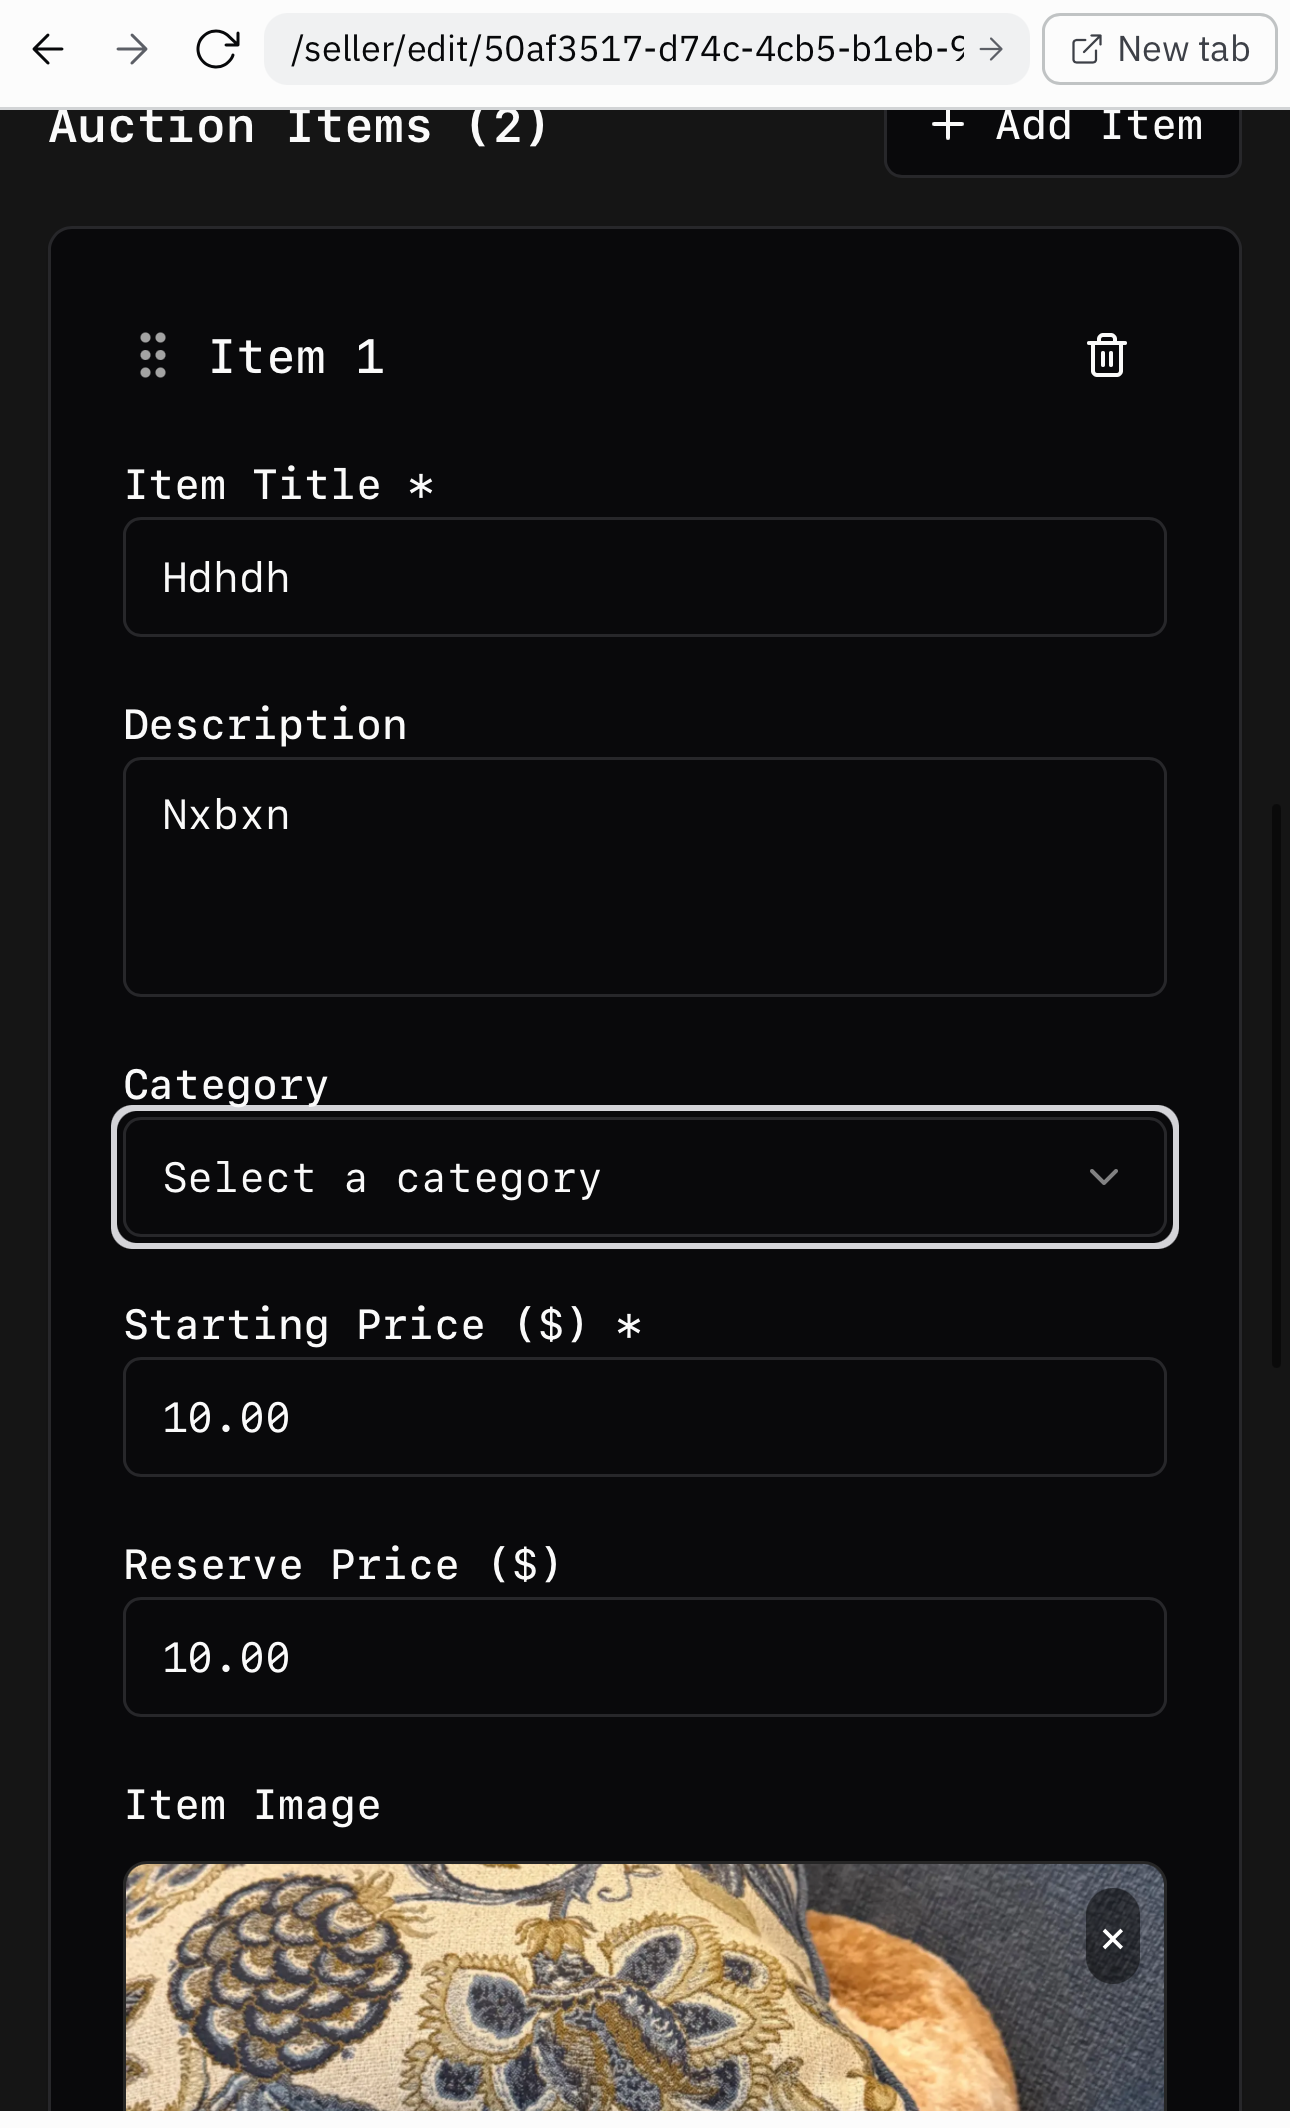 /seller/edit/50af3517-d74c-4cb5-b1eb-9
New tab
Auction Items (2)
+ Add Item
Item 1
Item Title *
Hdhdh
Description
Nxbxn
Category
Select a category
Starting Price ($) *
10.00
Reserve Price ($)
10.00
Item Image